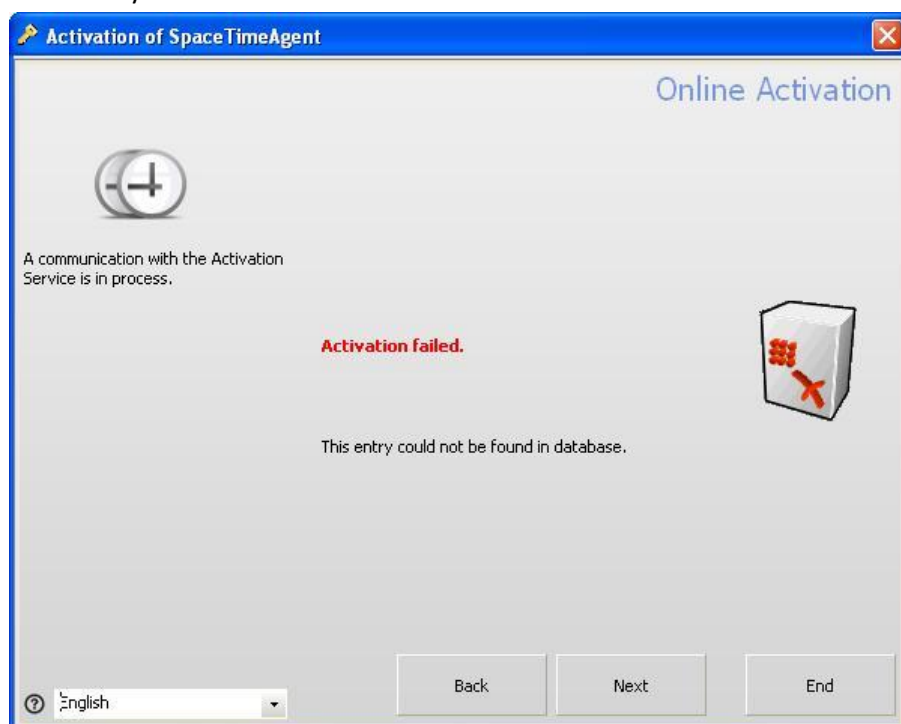 Activation of SpaceTimeAgent
Online Activation
A communication with the Activation
Service is in process.
Activation failed.
This entry could not be found in database.
Back
Next
End
English